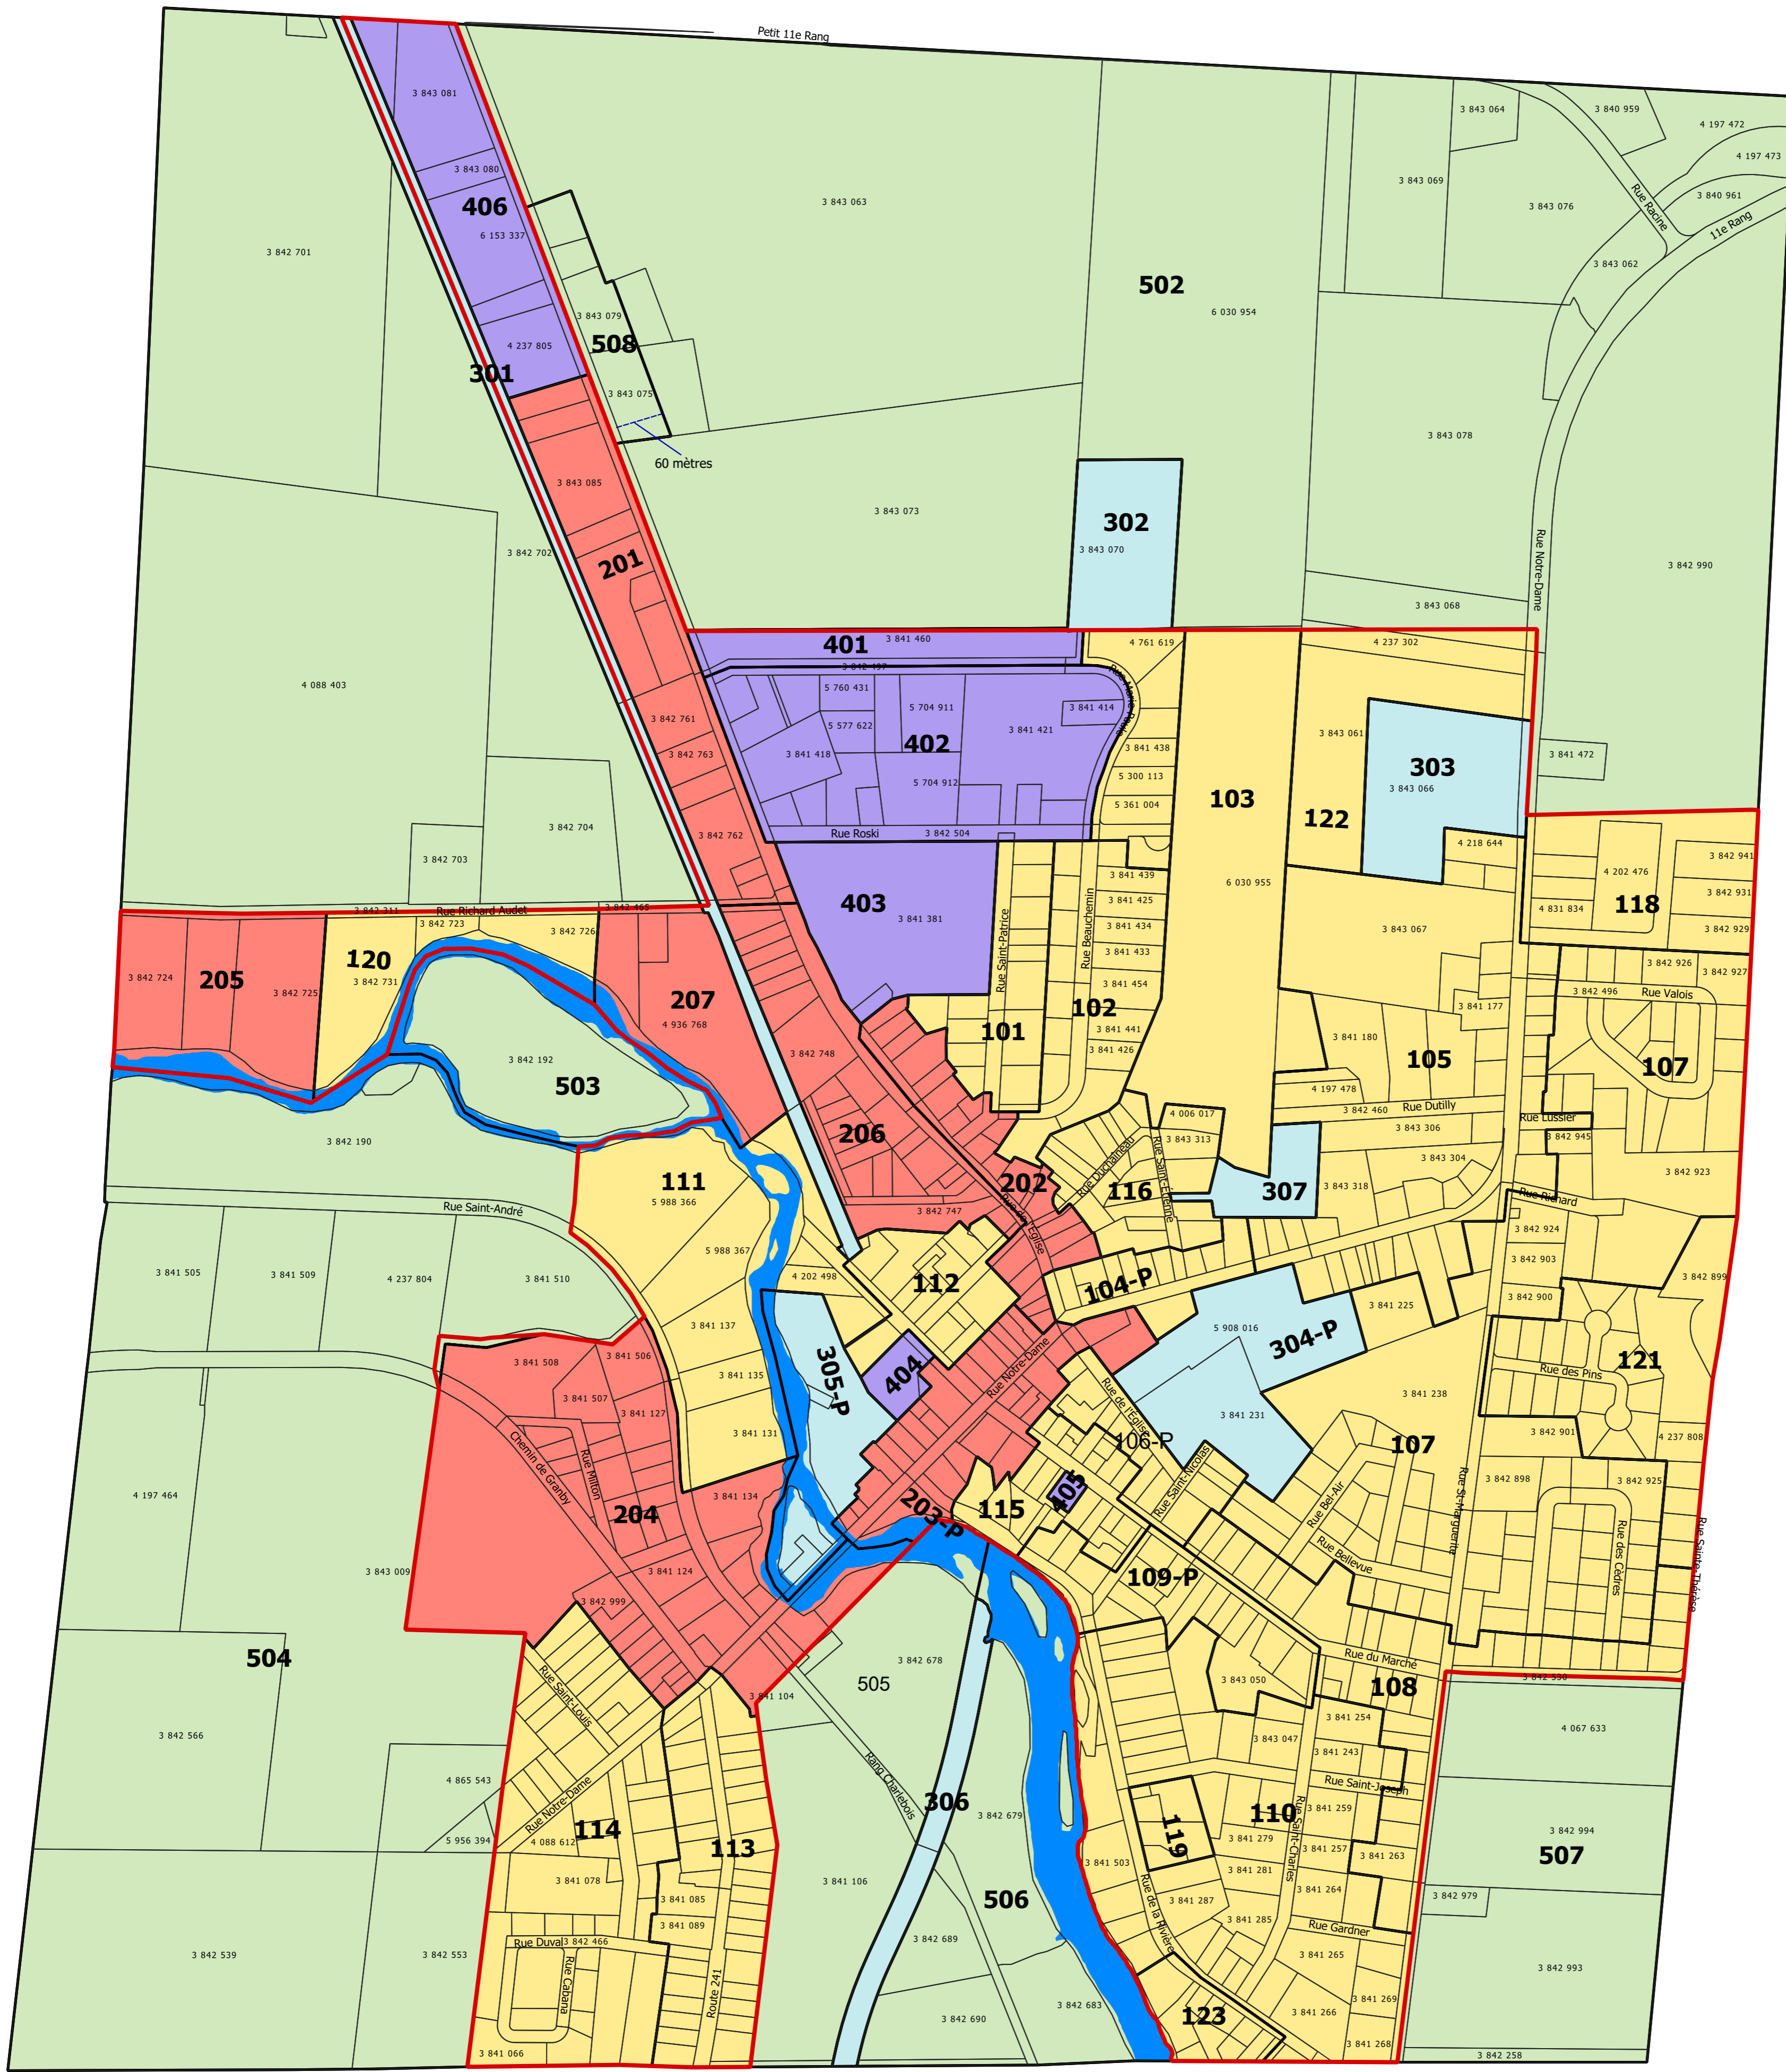 Petit 11e Rang
3 843 081
3 843 064
3 840 959
4 197 472
4 197 473
3 843 080
3 843 069
3 840 961
406
3 843 063
3 843 076
Rue Racine
11e Rang
6 153 337
3 842 701
3 843 062
502
6 030 954
3 843 079
508
4 237 805
301
3 843 075
3 843 078
60 mètres
3 843 085
3 843 073
302
3 843 070
3 842 702
201
Rue Notre-Dame
3 842 990
3 843 068
401
3 841 460
4 761 619
4 237 302
3 842 497
4 088 403
5 760 431
Rue Marie-Paule
3 842 761
5 704 911
3 841 414
5 577 622
3 841 421
3 843 061
402
3 841 438
3 842 763
3 841 418
303
3 841 472
5 300 113
5 704 912
3 843 066
103
5 361 004
122
3 842 704
3 842 762
Rue Roski
3 842 504
4 218 644
3 842 703
3 842 941
4 202 476
3 841 439
6 030 955
3 842 931
403
3 841 425
118
3 842 311
Rue Richard Audet
3 842 465
3 841 381
4 831 834
3 842 723
3 842 726
Rue Saint-Patrice
Rue Beauchemin
3 841 434
3 843 067
3 842 929
120
3 841 433
3 842 926
3 842 724
205
3 842 731
3 842 927
3 842 725
207
3 841 454
3 842 496
Rue Valois
102
3 841 177
4 936 768
101
3 841 441
3 841 180
3 841 426
105
3 842 192
503
3 842 748
107
4 197 478
3 842 460
Rue Dutilly
4 006 017
Rue Lussier
3 842 190
206
3 843 313
3 843 306
3 842 945
Rue Duchaineau
Rue Saint-Étienne
3 843 304
3 842 923
111
202
116
307
3 843 318
5 988 366
Rue Richard
Rue Saint-André
3 842 747
Rue de l'Église
3 842 924
5 988 367
3 842 903
3 841 505
3 841 509
4 237 804
3 841 510
4 202 498
112
104-P
3 842 899
3 842 900
3 841 225
3 841 137
5 908 016
304-P
3 841 508
3 841 506
121
305-P
404
Rue Notre-Dame
Rue des Pins
3 841 135
3 841 507
3 841 238
3 841 127
Rue de l'Église
3 841 231
3 841 131
Chemin de Granby
Rue Milton
106-P
107
3 842 901
4 237 808
3 842 898
3 842 925
4 197 464
3 841 134
405
Rue Saint-Nicolas
Rue Bel-Air
204
203-P
115
Rue St-Marguerite
Rue des Cèdres
Rue Sainte-Thérèse
Rue Bellevue
3 843 009
3 841 124
109-P
3 842 999
504
Rue Saint-Louis
3 842 678
Rue du Marché
505
3 843 050
108
3 842 530
3 841 104
3 841 254
4 067 633
3 842 566
3 843 047
3 841 243
4 865 543
Rang Charlebois
Rue Saint-Joseph
306
Rue Notre-Dame
3 842 679
110
3 841 259
114
4 088 612
119
Rue Saint-Charles
3 842 994
5 956 394
113
3 841 279
3 841 257
3 841 263
507
3 841 503
3 841 078
3 841 106
3 841 281
3 841 085
506
3 841 287
3 841 264
3 842 979
Rue de la Rivière
3 841 089
3 841 285
Rue Gardner
3 842 539
3 842 553
Rue Duval
3 842 466
3 842 689
3 841 265
Rue Cabana
Route 241
3 842 993
3 842 683
3 841 269
3 842 690
123
3 841 266
3 841 066
3 841 268
3 842 258